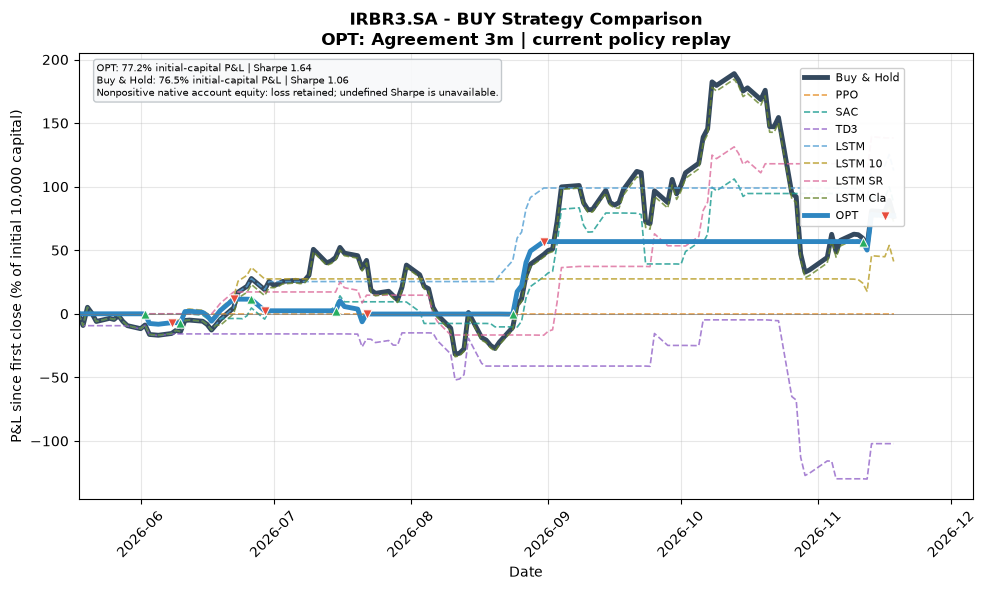 IRBR3.SA - BUY Strategy Comparison
OPT: Agreement 3m | current policy replay
OPT: 77.2% initial-capital P&L | Sharpe 1.64
Buy & Hold: 76.5% initial-capital P&L | Sharpe 1.06
Nonpositive native account equity: loss retained; undefined Sharpe is unavailable.
Buy & Hold
PPO
SAC
TD3
LSTM
LSTM 10
LSTM SR
LSTM Cla
OPT
P&L since first close (% of initial 10,000 capital)
200
150
100
50
0
−50
−100
2026-06
2026-07
2026-08
2026-09
2026-10
2026-11
2026-12
Date